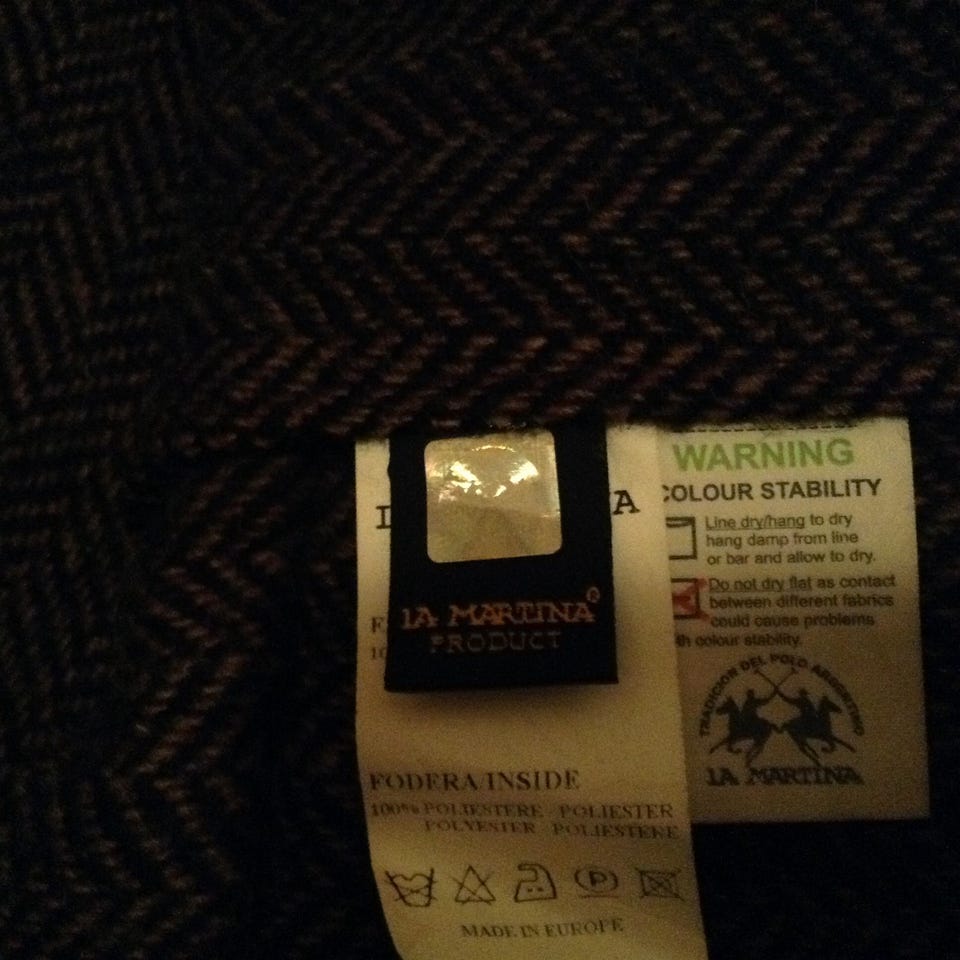 I A
LA MARTINA®
PRODUCT
F
10
FODERA/INSIDE
100% POLIESTERE - POLIESTER
POLYESTER - POLIESTERE
P
MADE IN EUROPE
WARNING
COLOUR STABILITY
Line dry/hang to dry
hang damp from line
or bar and allow to dry.
Do not dry flat as contact
between different fabrics
could cause problems
colour stability.
TRADICION DEL POLO ARGENTINO
LA MARTINA